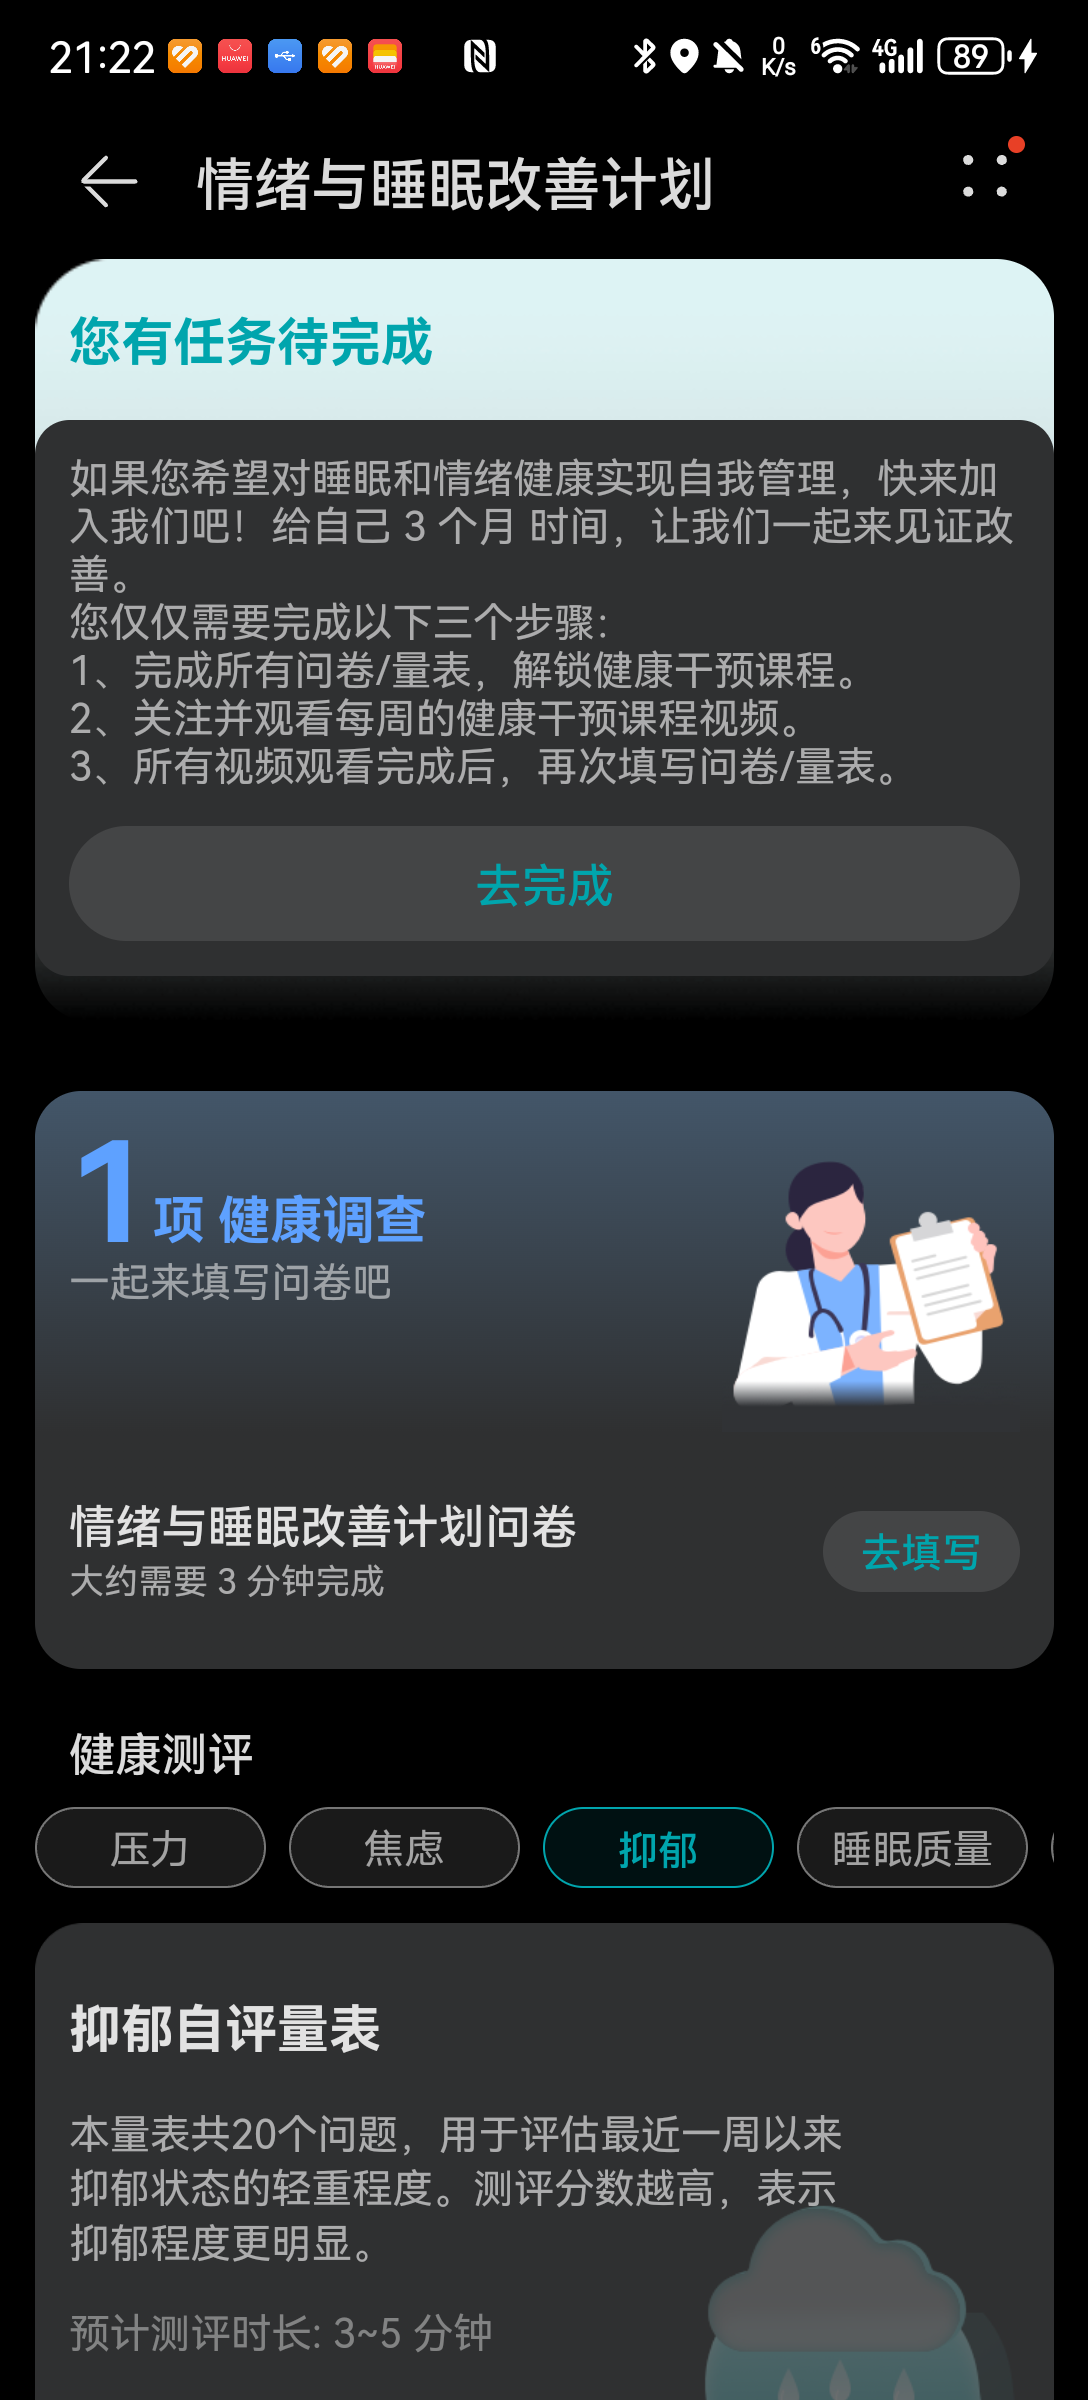 21:22
HUAWEI
HUAWEI
0
K/s
6
4G
89
情绪与睡眠改善计划
您有任务待完成
如果您希望对睡眠和情绪健康实现自我管理，快来加
入我们吧！给自己 3 个月 时间，让我们一起来见证改
善。
您仅仅需要完成以下三个步骤：
1、完成所有问卷/量表，解锁健康干预课程。
2、关注并观看每周的健康干预课程视频。
3、所有视频观看完成后，再次填写问卷/量表。
去完成
1 项 健康调查
一起来填写问卷吧
情绪与睡眠改善计划问卷
大约需要 3 分钟完成
去填写
健康测评
压力
焦虑
抑郁
睡眠质量
抑郁自评量表
本量表共20个问题，用于评估最近一周以来
抑郁状态的轻重程度。测评分数越高，表示
抑郁程度更明显。
预计测评时长: 3~5 分钟